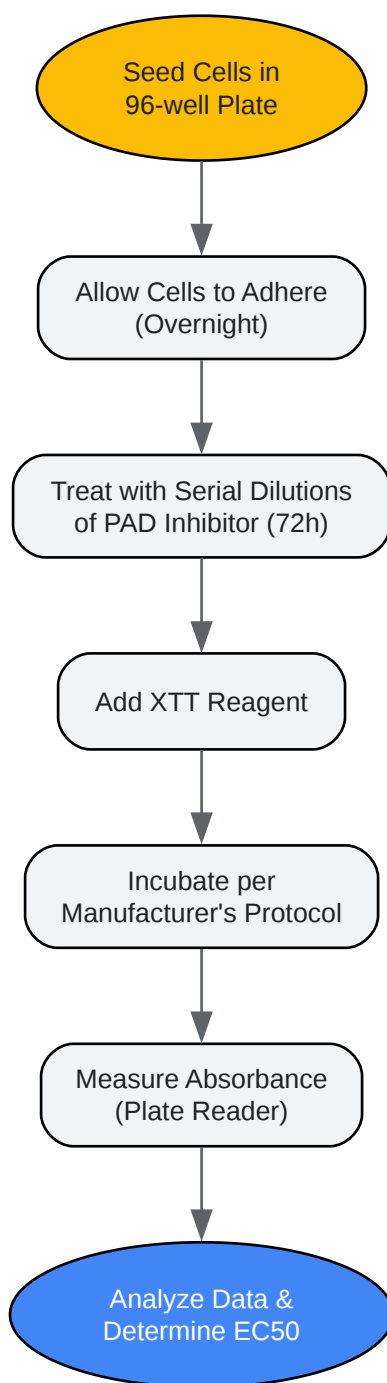 Seed Cells in
96-well Plate
Allow Cells to Adhere
(Overnight)
Treat with Serial Dilutions
of PAD Inhibitor (72h)
Add XTT Reagent
Incubate per
Manufacturer's Protocol
Measure Absorbance
(Plate Reader)
Analyze Data &
Determine EC50